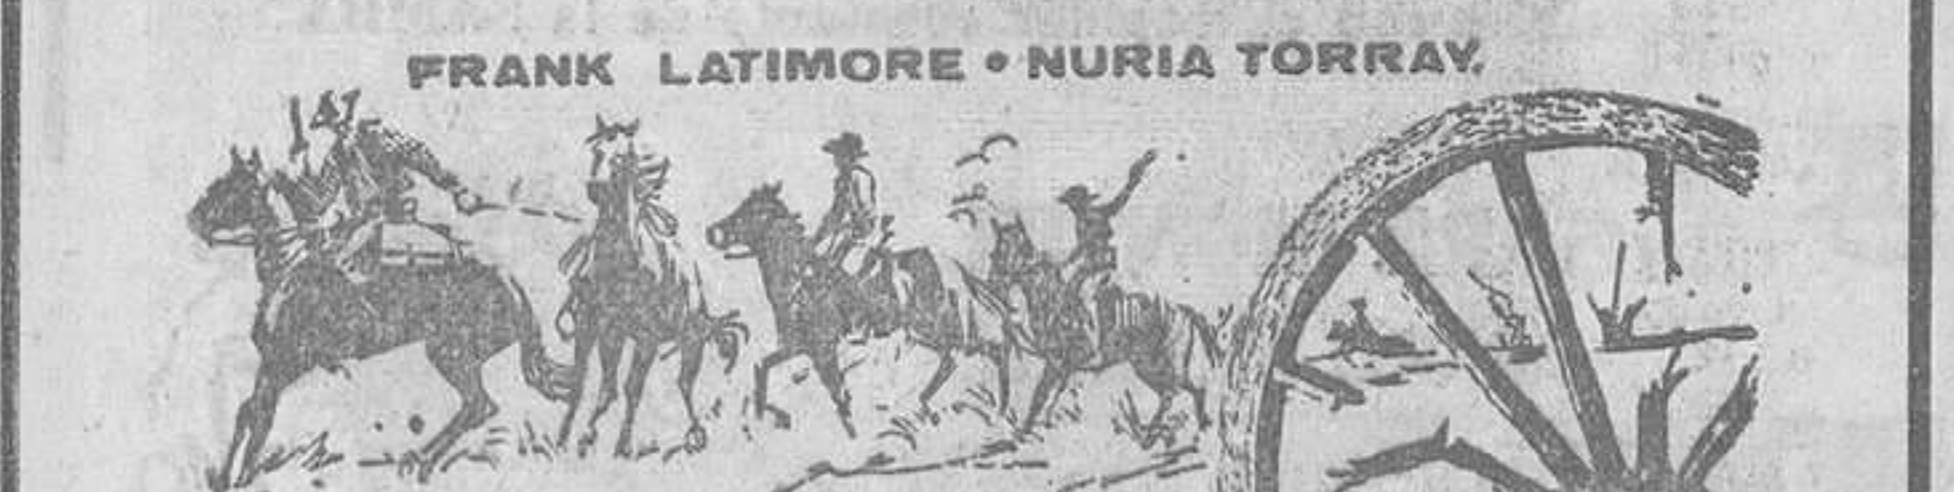 FRANK LATIMORE • NURIA TORRAY.